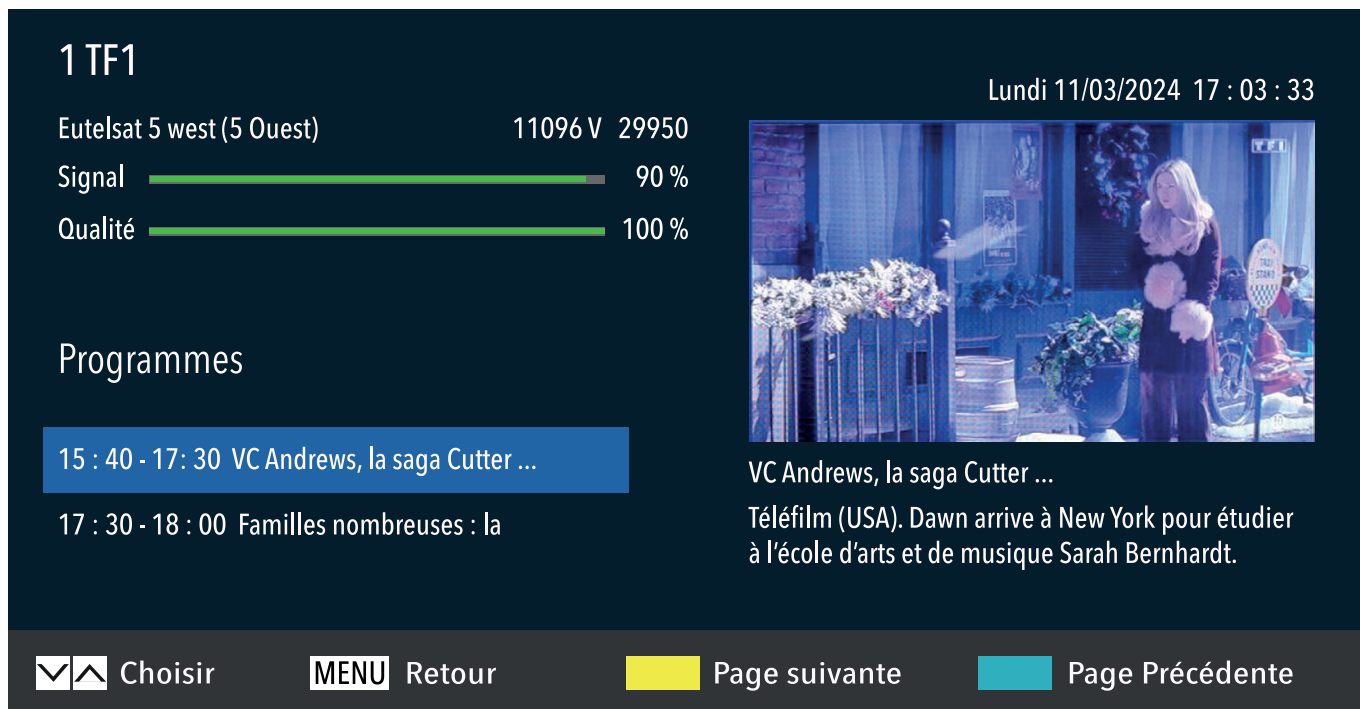 1 TF1
Lundi 11/03/2024 17 : 03 : 33
Eutelsat 5 west (5 Ouest) 11096 V 29950
Signal 90 %
Qualité 100 %
TF1
TAXI
STAND
Programmes
15 : 40 - 17: 30 VC Andrews, la saga Cutter ...
17 : 30 - 18 : 00 Familles nombreuses : la
VC Andrews, la saga Cutter ...
Téléfilm (USA). Dawn arrive à New York pour étudier
à l’école d’arts et de musique Sarah Bernhardt.
Choisir MENU Retour Page suivante Page Précédente